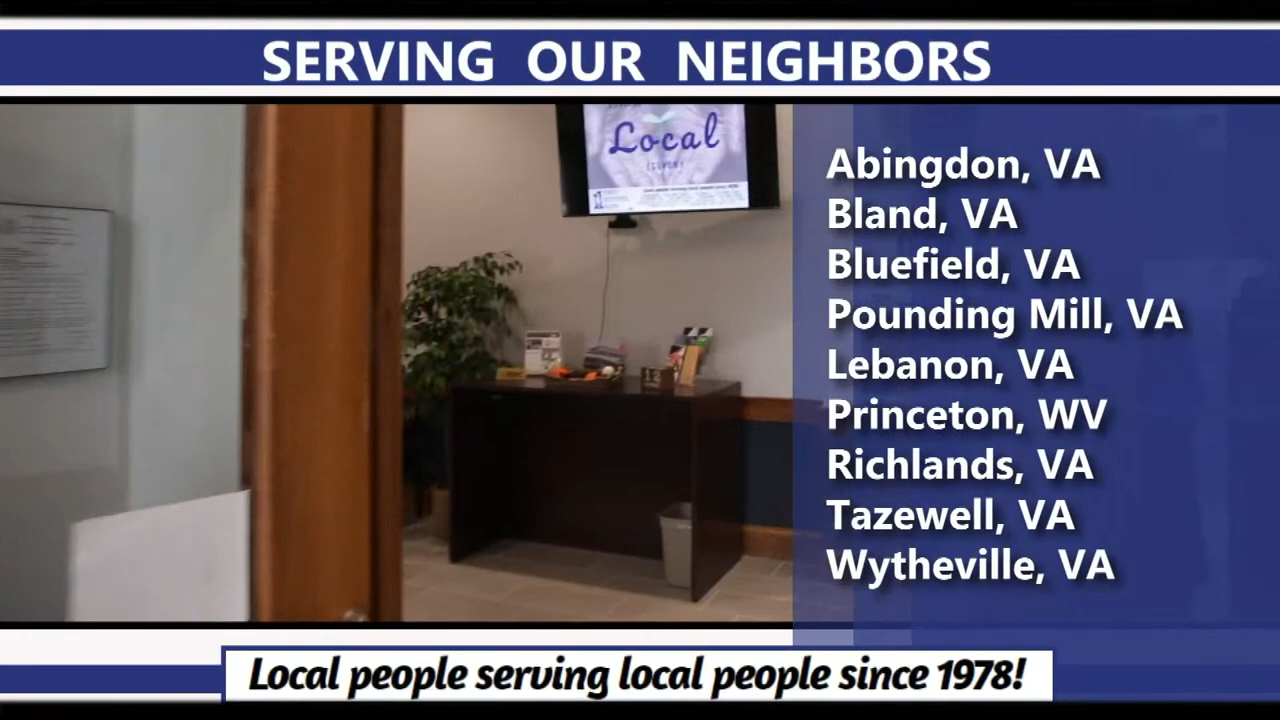 SERVING OUR NEIGHBORS
Local
Abingdon, VA
Bland, VA
Bluefield, VA
Pounding Mill, VA
Lebanon, VA
Princeton, WV
Richlands, VA
Tazewell, VA
Wytheville, VA
Local people serving local people since 1978!